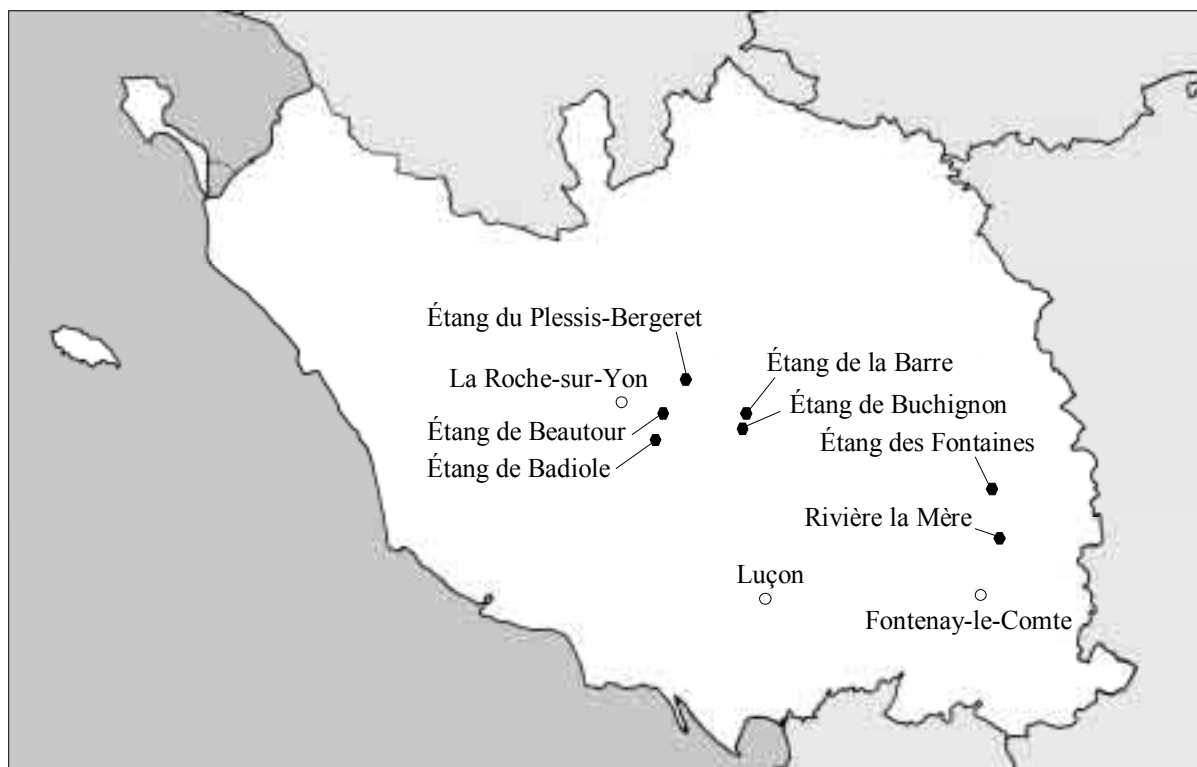 Étang du Plessis-Bergeret
La Roche-sur-Yon
Étang de la Barre
Étang de Buchignon
Étang de Beautour
Étang de Badiole
Étang des Fontaines
Rivière la Mère
Luçon
Fontenay-le-Comte